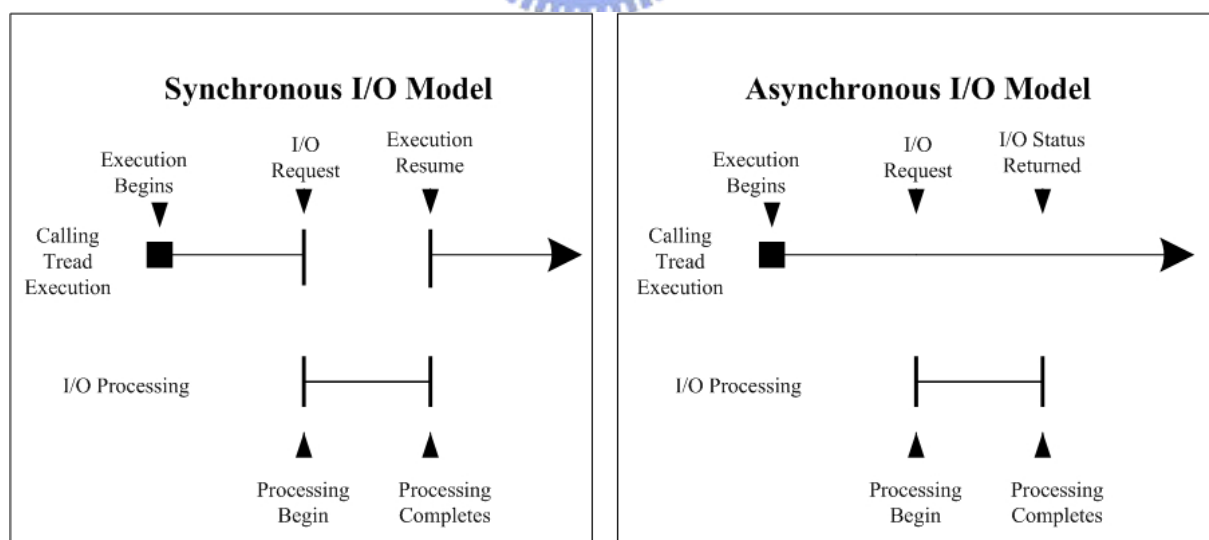 Synchronous I/O Model
Execution
Begins
I/O
Request
Execution
Resume
Calling
Tread
Execution
I/O Processing
Processing
Begin
Processing
Completes
Asynchronous I/O Model
Execution
Begins
I/O
Request
I/O Status
Returned
Calling
Tread
Execution
I/O Processing
Processing
Begin
Processing
Completes